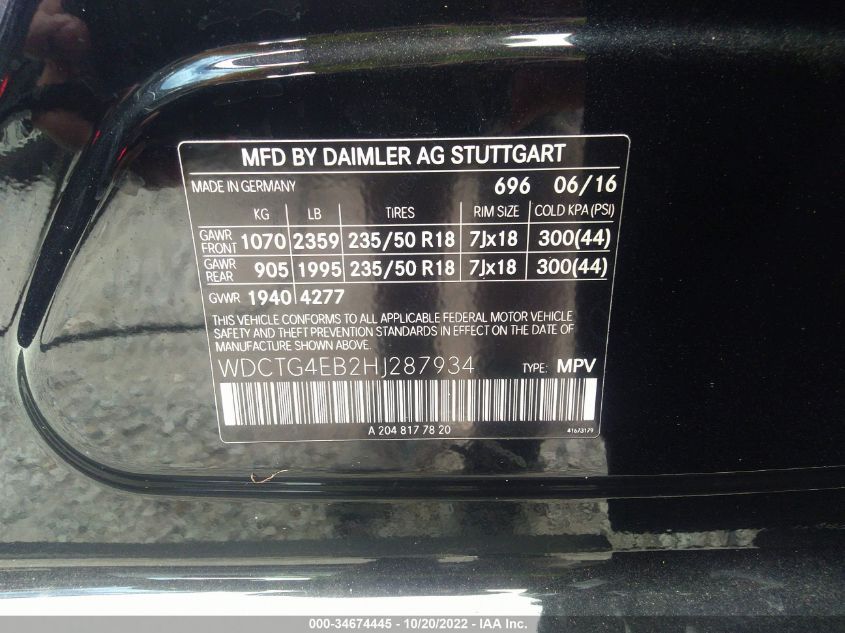 MFD BY DAIMLER AG STUTTGART
MADE IN GERMANY 696 06/16
KG LB TIRES RIM SIZE COLD KPA (PSI)
GAWR FRONT 1070 2359 235/50 R18 7Jx18 300(44)
GAWR REAR 905 1995 235/50 R18 7Jx18 300(44)
GVWR 1940 4277
THIS VEHICLE CONFORMS TO ALL APPLICABLE FEDERAL MOTOR VEHICLE
SAFETY AND THEFT PREVENTION STANDARDS IN EFFECT ON THE DATE OF
MANUFACTURE SHOWN ABOVE.
WDCTG4EB2HJ287934 TYPE: MPV
A 204 817 78 20 41673179
000-34674445 - 10/20/2022 - IAA Inc.